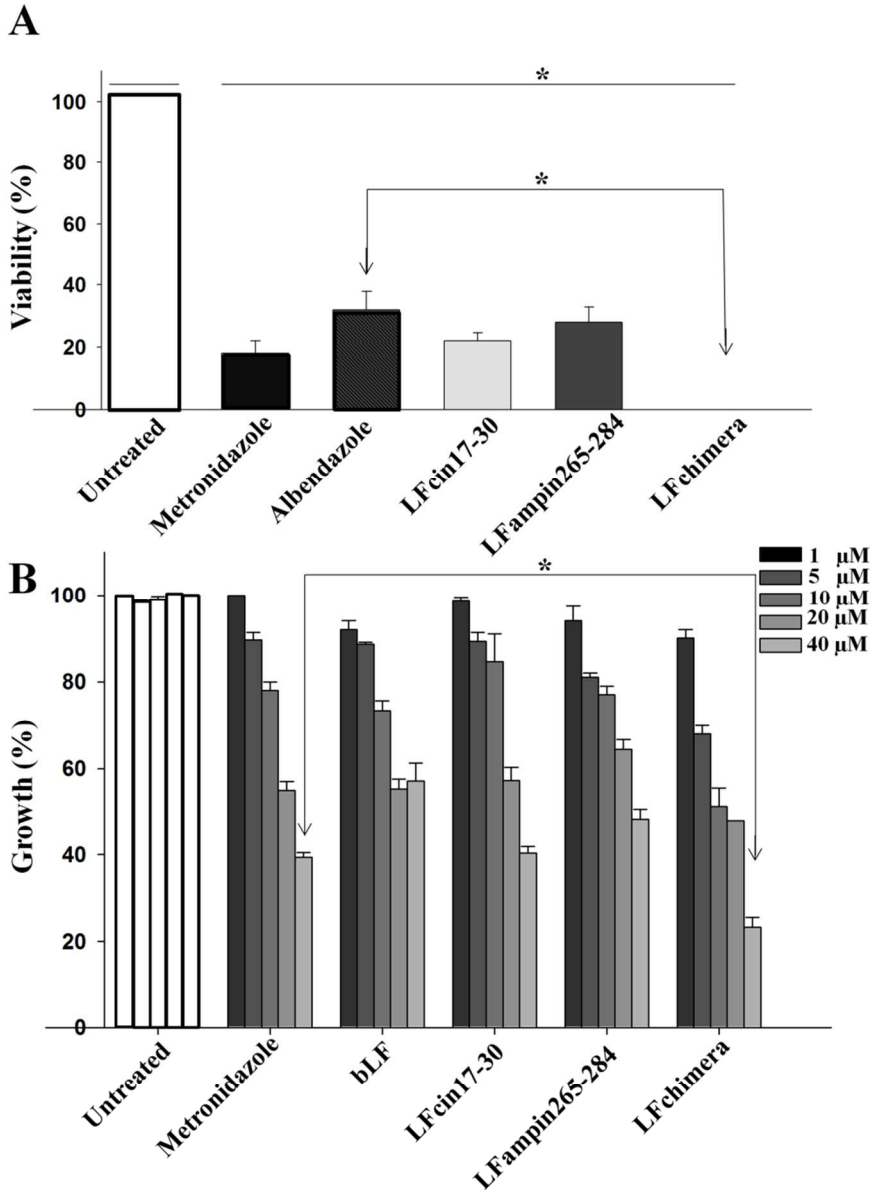 A
*
*
Viability (%)
100
80
60
40
20
0
Untreated
Metronidazole
Albendazole
LFcin17-30
LFampin265-284
LFchimera
B
*
1 µM
5 µM
10 µM
20 µM
40 µM
Growth (%)
100
80
60
40
20
0
Untreated
Metronidazole
bLF
LFcin17-30
LFampin265-284
LFchimera